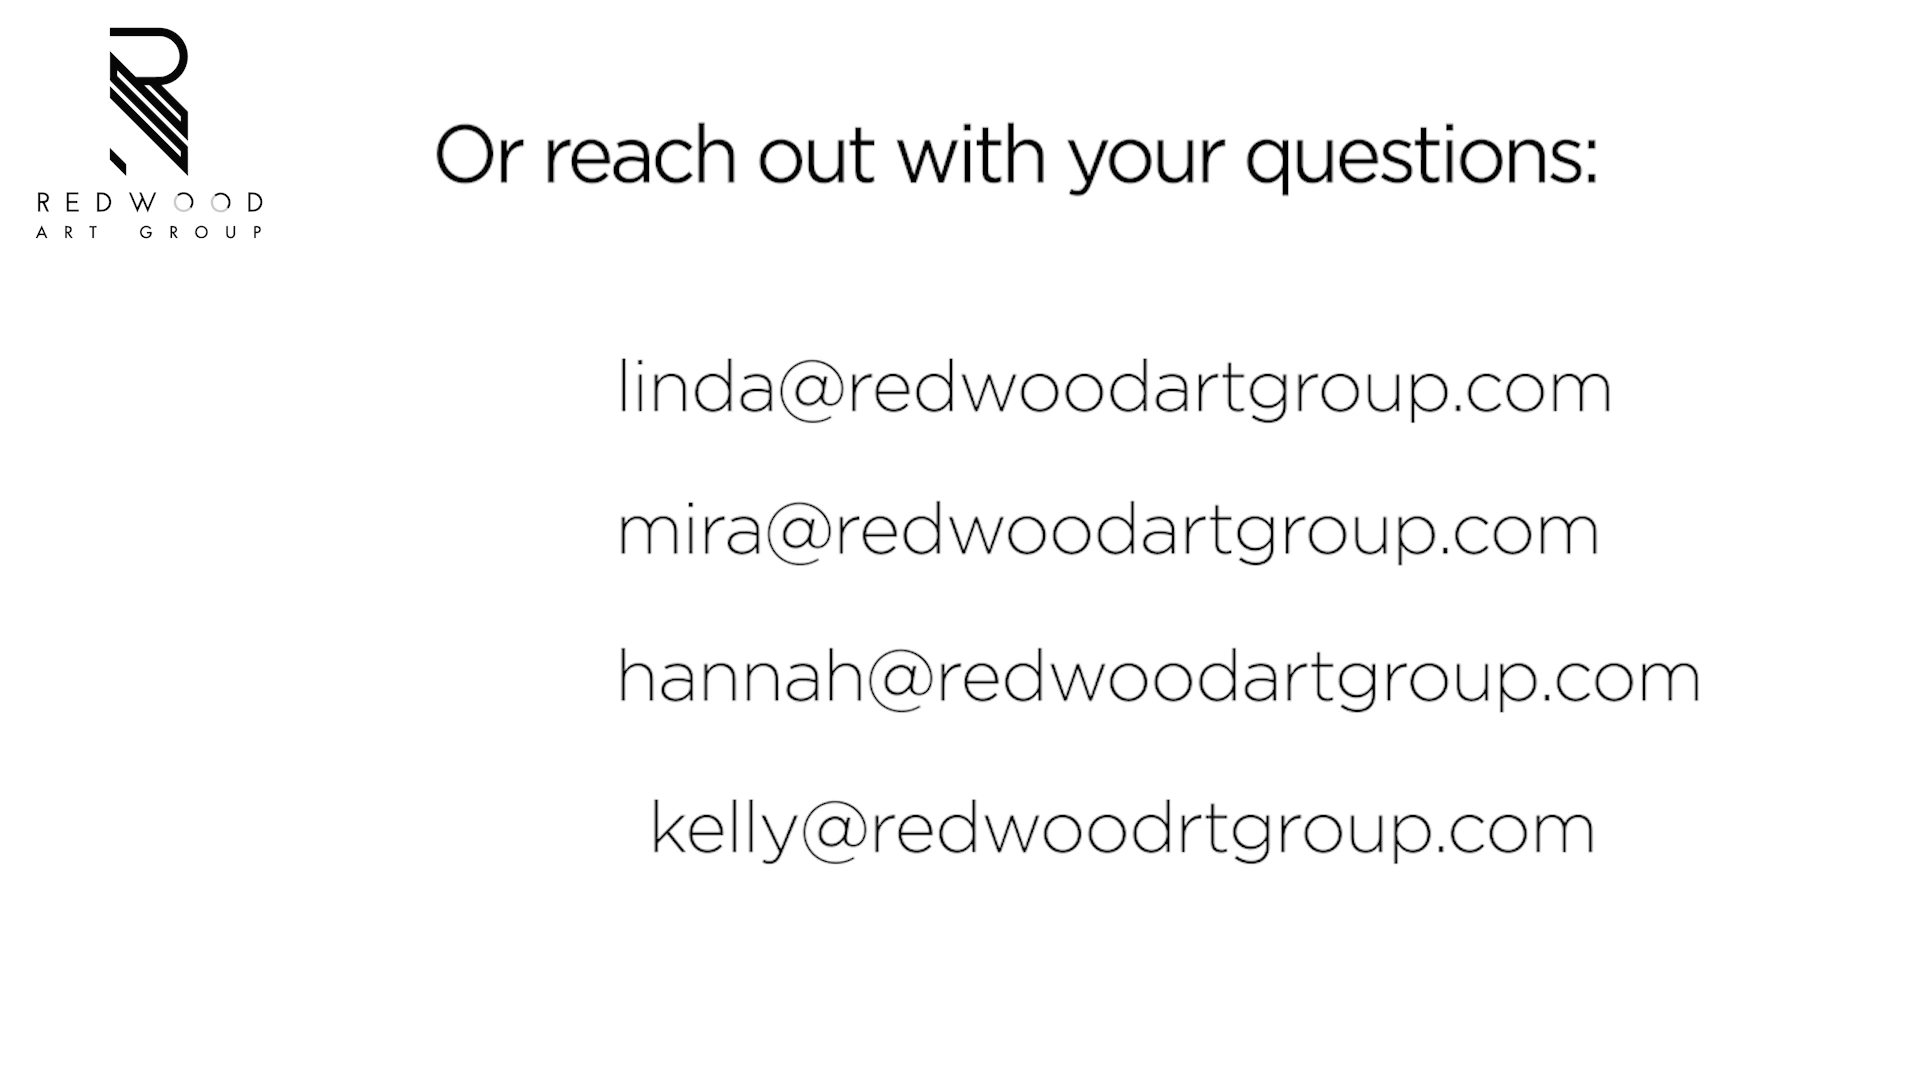 REDWOOD
ART GROUP
Or reach out with your questions:
linda@redwoodartgroup.com
mira@redwoodartgroup.com
hannah@redwoodartgroup.com
kelly@redwoodrtgroup.com